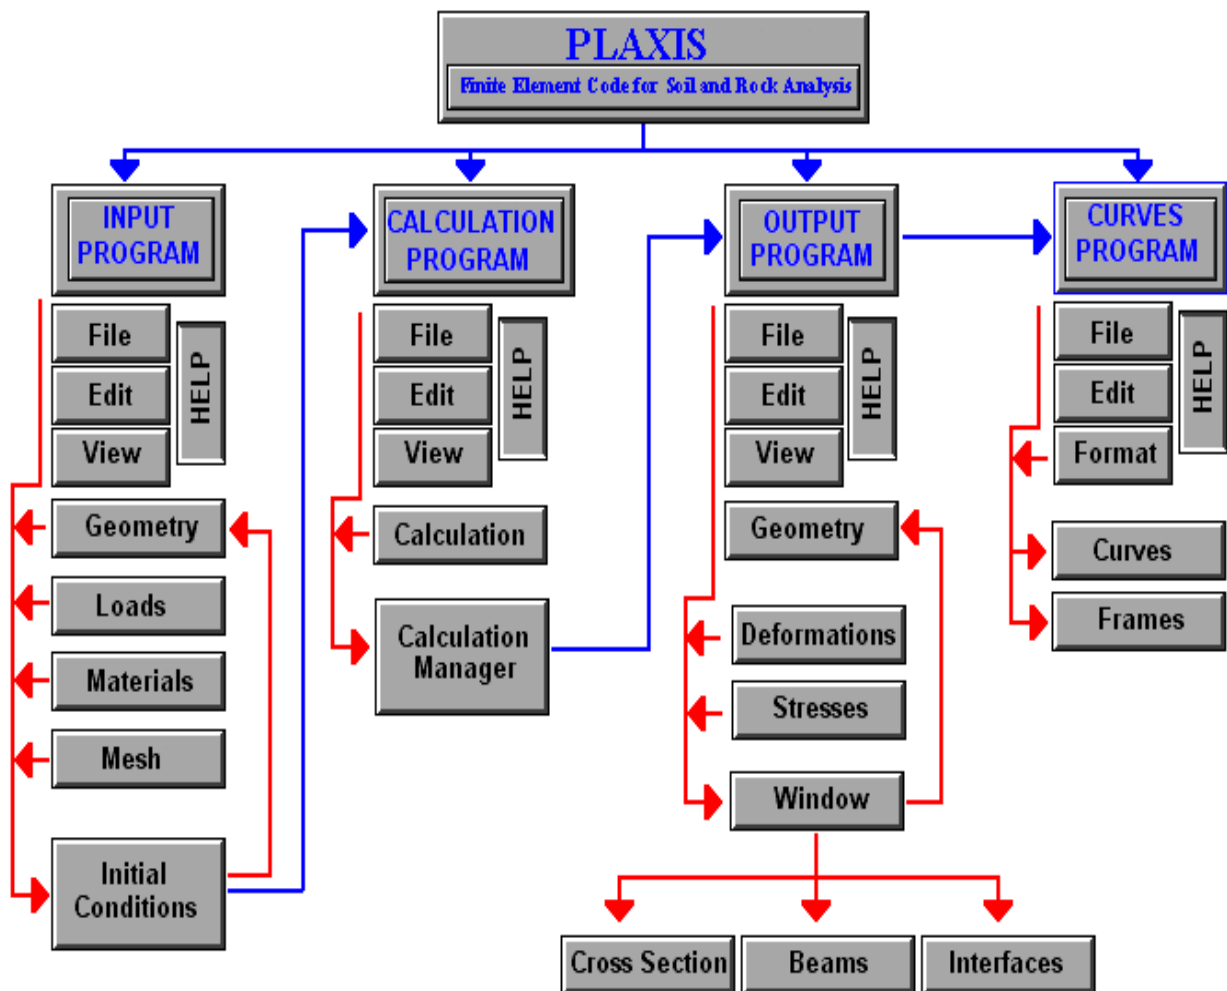 PLAXIS
Finite Element Code for Soil and Rock Analysis
INPUT
PROGRAM
File
Edit
View
HELP
Geometry
Loads
Materials
Mesh
Initial
Conditions
CALCULATION
PROGRAM
File
Edit
View
HELP
Calculation
Calculation
Manager
OUTPUT
PROGRAM
File
Edit
View
HELP
Geometry
Deformations
Stresses
Window
Cross Section
Beams
Interfaces
CURVES
PROGRAM
File
Edit
Format
HELP
Curves
Frames